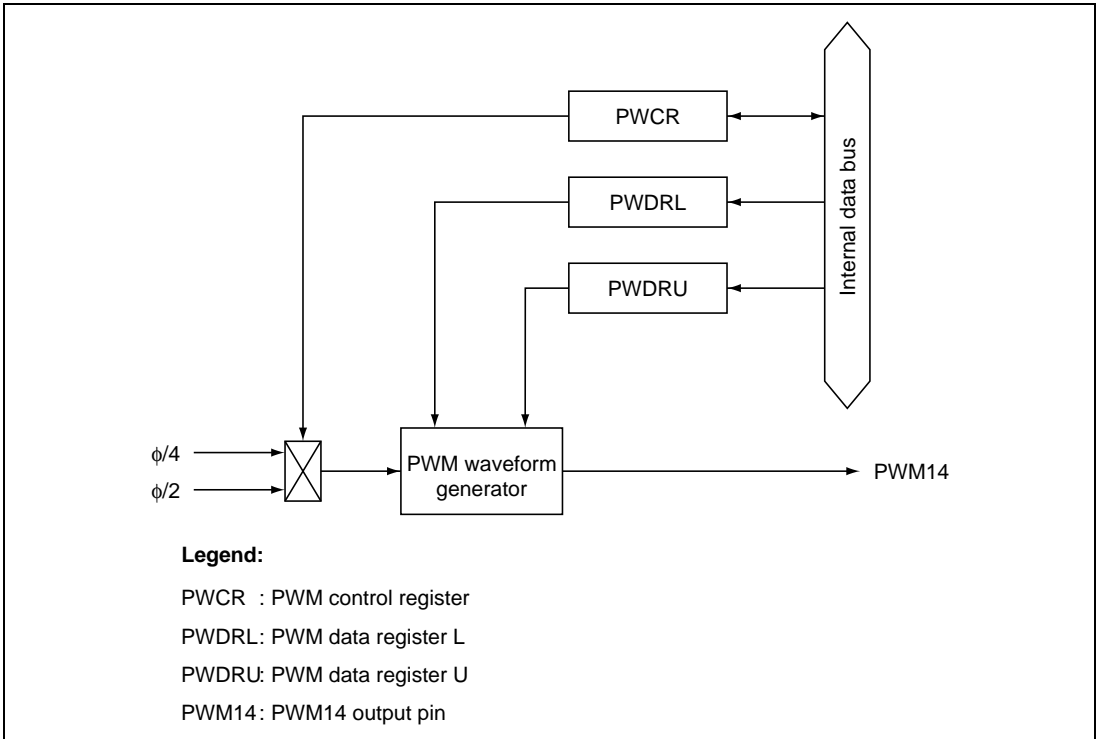 PWCR
PWDRL
PWDRU
Internal data bus
ϕ/4
ϕ/2
PWM waveform
generator
PWM14
Legend:
PWCR : PWM control register
PWDRL: PWM data register L
PWDRU: PWM data register U
PWM14: PWM14 output pin